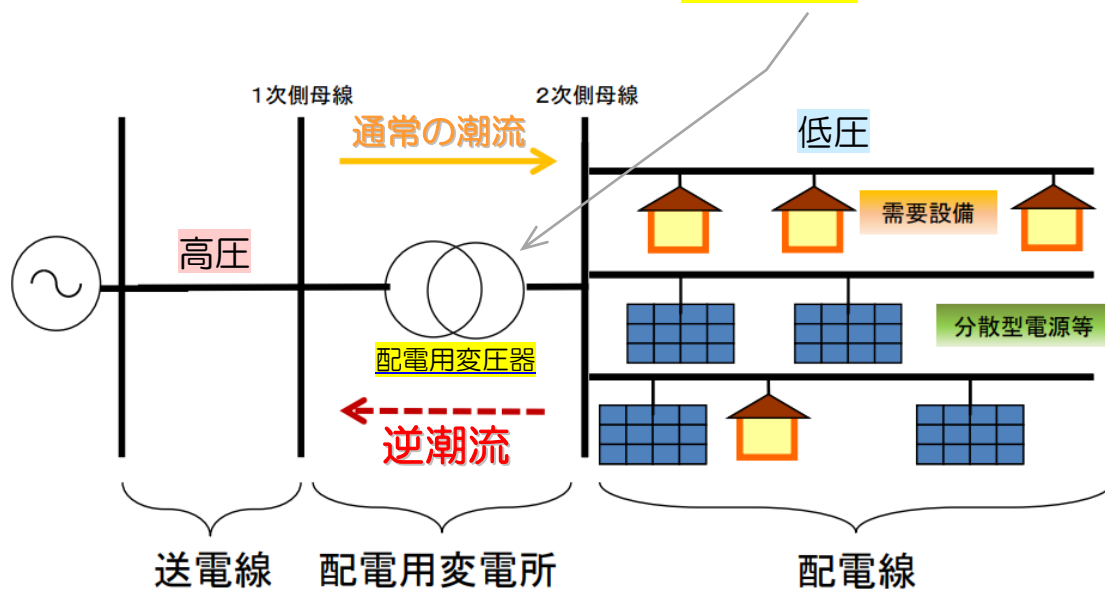 1次側母線
2次側母線
通常の潮流
低圧
需要設備
高圧
分散型電源等
配電用変圧器
逆潮流
送電線
配電用変電所
配電線